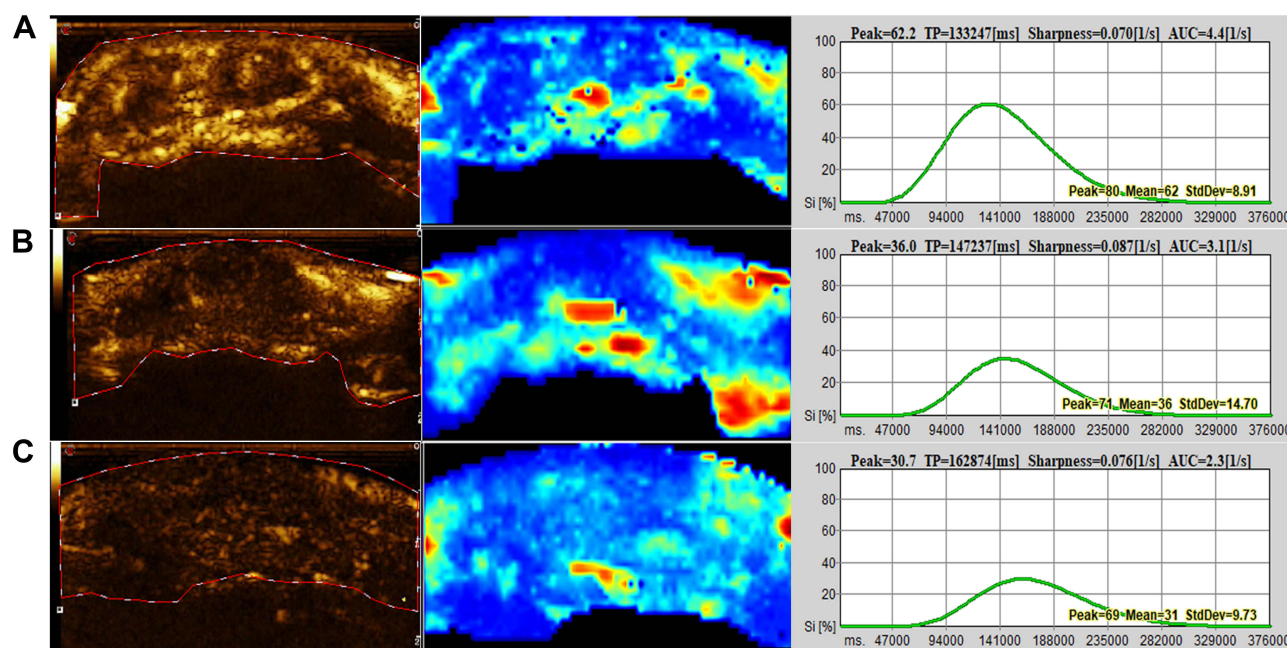 A
Peak=62.2 TP=133247[ms] Sharpness=0.070[1/s] AUC=4.4[1/s]
100
80
60
40
20
Si [%]
Peak=80 Mean=62 StdDev=8.91
ms. 47000 94000 141000 188000 235000 282000 329000 376000
B
Peak=36.0 TP=147237[ms] Sharpness=0.087[1/s] AUC=3.1[1/s]
100
80
60
40
20
Si [%]
Peak=71 Mean=36 StdDev=14.70
ms. 47000 94000 141000 188000 235000 282000 329000 376000
C
Peak=30.7 TP=162874[ms] Sharpness=0.076[1/s] AUC=2.3[1/s]
100
80
60
40
20
Si [%]
Peak=69 Mean=31 StdDev=9.73
ms. 47000 94000 141000 188000 235000 282000 329000 376000